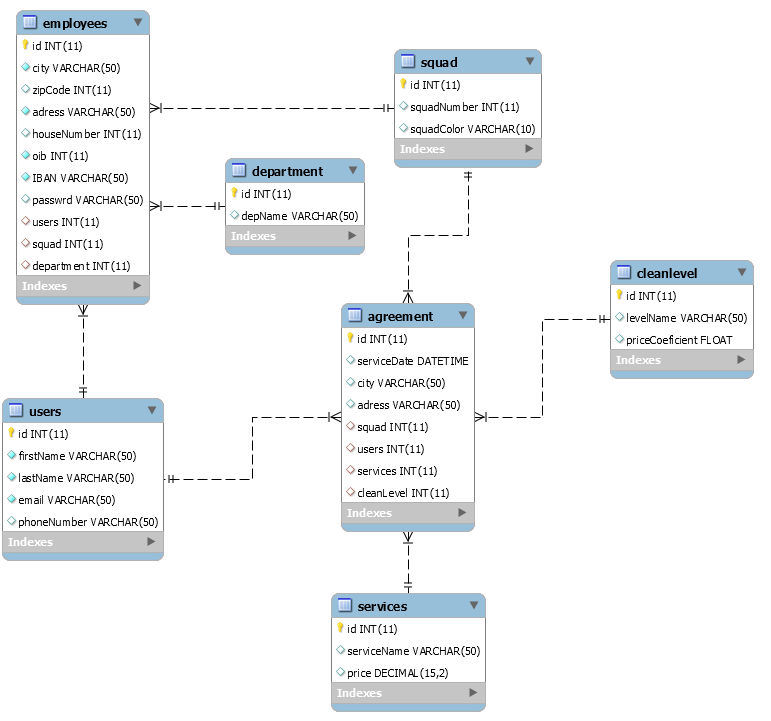 employees
id INT(11)
city VARCHAR(50)
zipCode INT(11)
adress VARCHAR(50)
houseNumber INT(11)
oib INT(11)
IBAN VARCHAR(50)
passwrd VARCHAR(50)
users INT(11)
squad INT(11)
department INT(11)
Indexes
squad
id INT(11)
squadNumber INT(11)
squadColor VARCHAR(10)
Indexes
department
id INT(11)
depName VARCHAR(50)
Indexes
cleanlevel
id INT(11)
levelName VARCHAR(50)
priceCoeficient FLOAT
Indexes
agreement
id INT(11)
serviceDate DATETIME
city VARCHAR(50)
adress VARCHAR(50)
squad INT(11)
users INT(11)
services INT(11)
cleanLevel INT(11)
Indexes
users
id INT(11)
firstName VARCHAR(50)
lastName VARCHAR(50)
email VARCHAR(50)
phoneNumber VARCHAR(50)
Indexes
services
id INT(11)
serviceName VARCHAR(50)
price DECIMAL(15,2)
Indexes